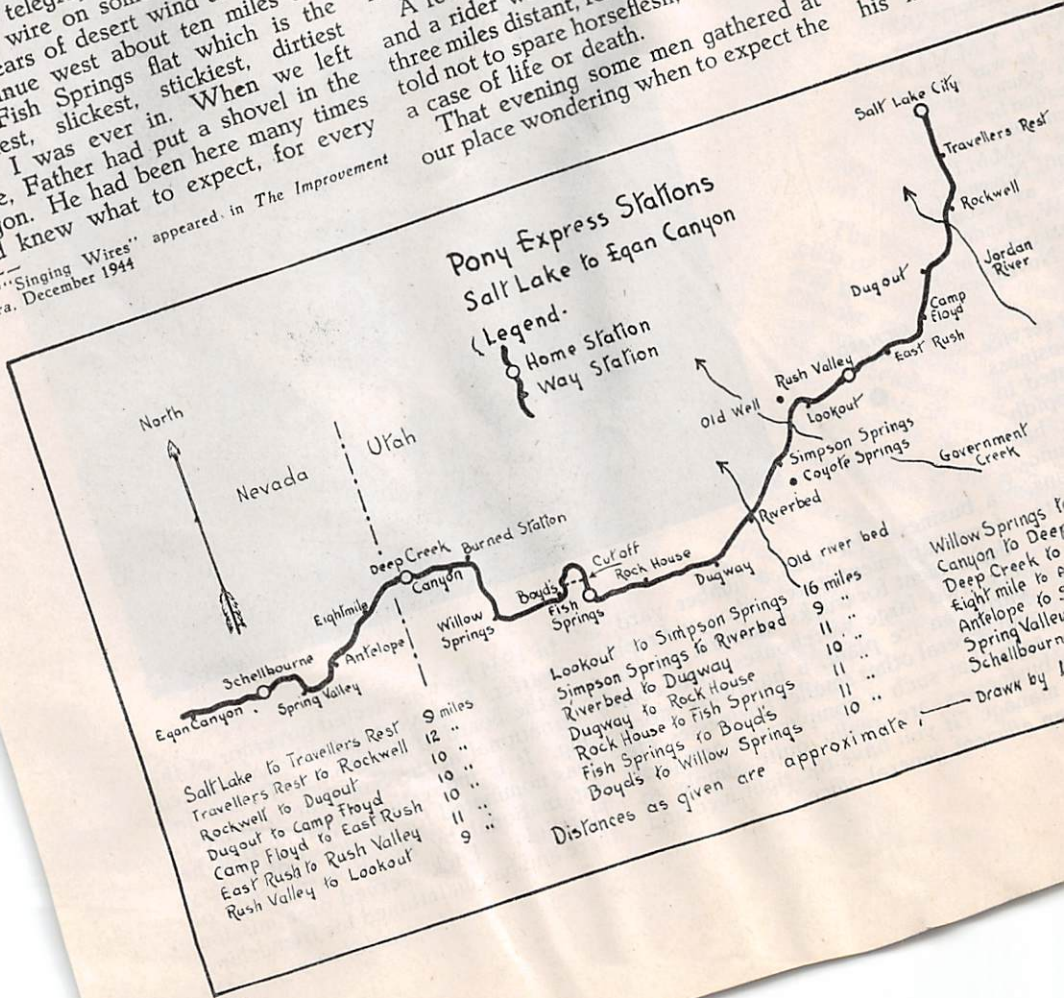 wire on
ears of desert wind
nue west about ten miles
Fish Springs flat which is the
est, slickest, stickiest, dirtiest
I was ever in. When we left
e, Father had put a shovel in the
on. He had been here many times
knew what to expect, for every
"Singing Wires" appeared in The Improvement
ra, December 1944
and a rider
three miles distant,
told not to spare horseflesh,
a case of life or death.
That evening some men gathered at
our place wondering when to expect the
his
Pony Express Stations
Salt Lake to Egan Canyon
Legend.
Home Station
Way Station
North
Nevada
Utah
Salt Lake City
Travellers Rest
Rockwell
Jordan
River
Dugout
Camp
Floyd
East Rush
Rush Valley
Old Well
Lookout
Simpson Springs
Coyote Springs
Government
Creek
Riverbed
Old river bed
Dugway
Rock House
Cut off
Fish
Springs
Boyd's
Willow
Springs
Burned Station
Canyon
Deep Creek
Eightmile
Antelope
Spring Valley
Schellbourne
Egan Canyon
Salt Lake to Travellers Rest 9 miles
Travellers Rest to Rockwell 12 "
Rockwell to Dugout 10 "
Dugout to Camp Floyd 10 "
Camp Floyd to East Rush 10 "
East Rush to Rush Valley 11 "
Rush Valley to Lookout 9 "
Lookout to Simpson Springs 16 miles
Simpson Springs to Riverbed 9 "
Riverbed to Dugway 11 "
Dugway to Rock House 10 "
Rock House to Fish Springs 11 "
Fish Springs to Boyd's 11 "
Boyd's to Willow Springs 10 "
Willow Springs to
Canyon to Deep
Deep Creek to
Eight mile to
Antelope to
Spring Valley
Schellbourn
Distances as given are approximate; Drawn by